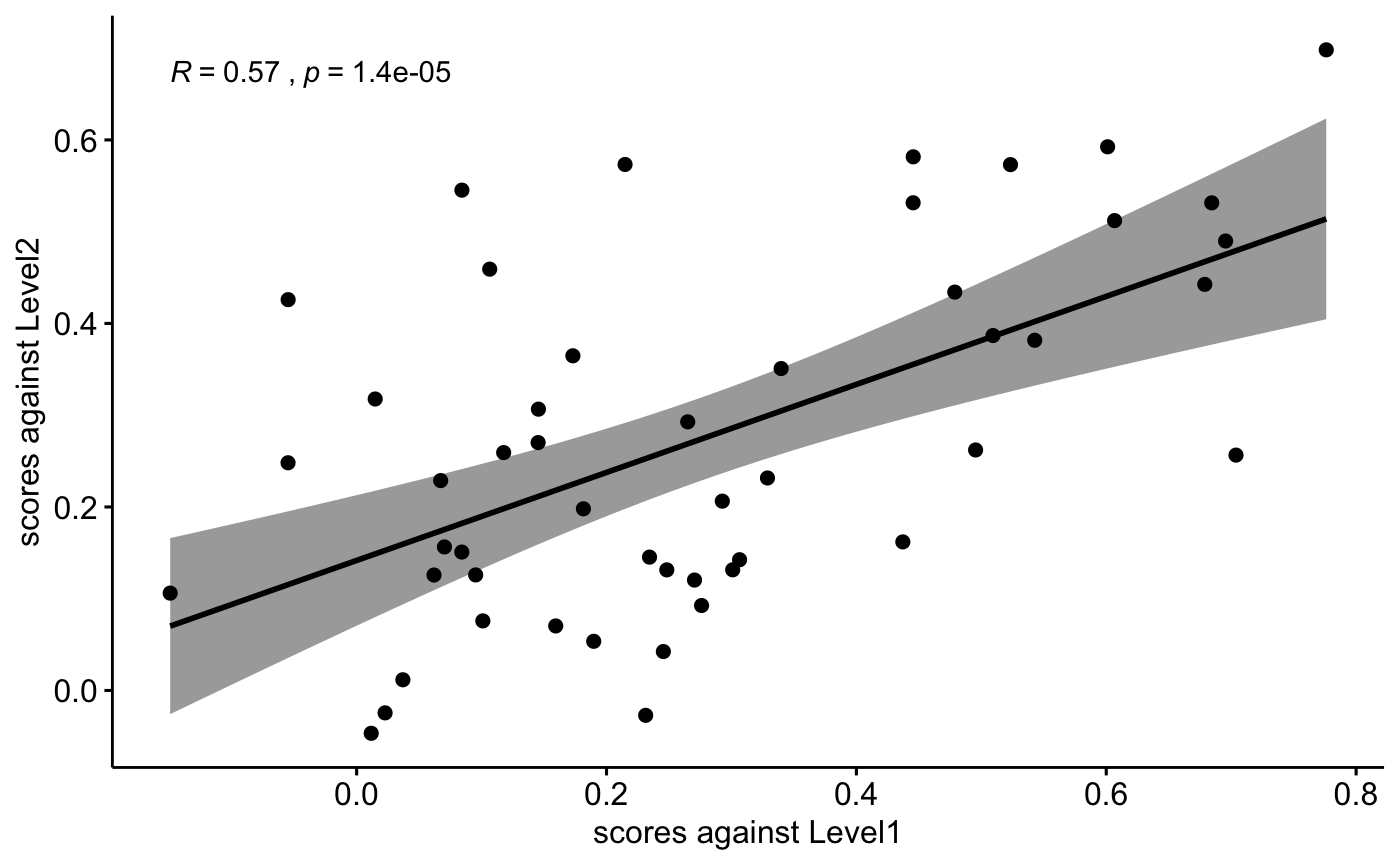 R = 0.57 , p = 1.4e-05
scores against Level2
0.6
0.4
0.2
0.0
0.0 0.2 0.4 0.6 0.8
scores against Level1